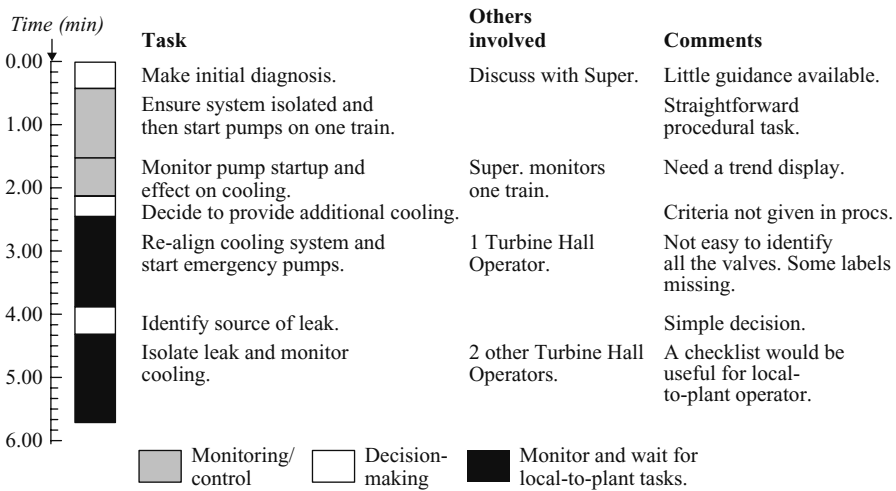 Time (min)
Task
Others
involved
Comments
0.00
Make initial diagnosis.
Discuss with Super.
Little guidance available.
Ensure system isolated and
then start pumps on one train.
Straightforward
procedural task.
1.00
Monitor pump startup and
effect on cooling.
Super. monitors
one train.
Need a trend display.
2.00
Decide to provide additional cooling.
Criteria not given in procs.
Re-align cooling system and
start emergency pumps.
1 Turbine Hall
Operator.
Not easy to identify
all the valves. Some labels
missing.
3.00
4.00
Identify source of leak.
Simple decision.
Isolate leak and monitor
cooling.
2 other Turbine Hall
Operators.
A checklist would be
useful for local-
to-plant operator.
5.00
6.00
Monitoring/
control
Decision-
making
Monitor and wait for
local-to-plant tasks.